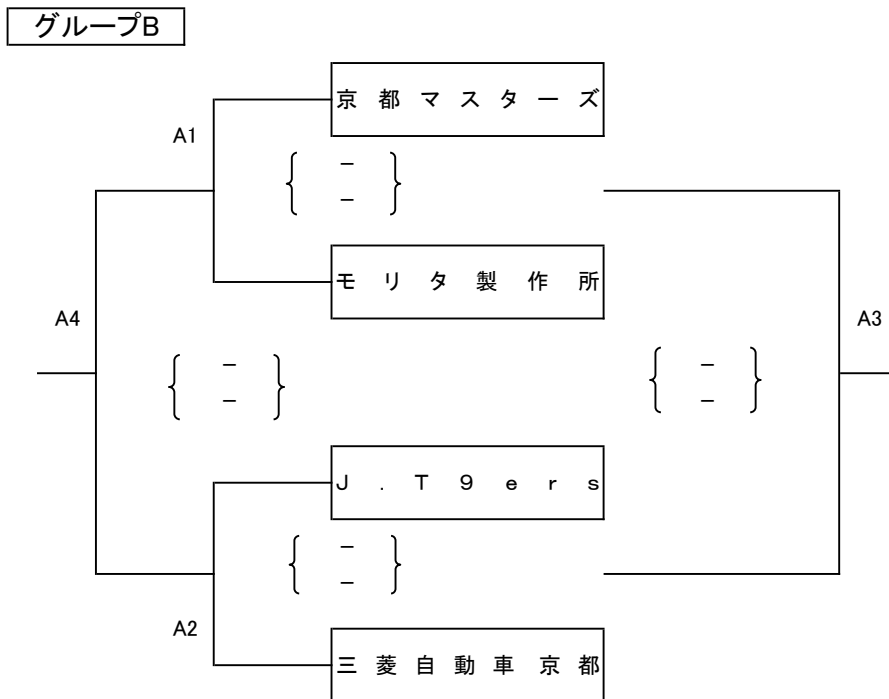 グループB
京都マスターズ
A1
{ - - }
モリタ製作所
A4
A3
{ - - }
{ - - }
J.T9ers
{ - - }
A2
三菱自動車京都